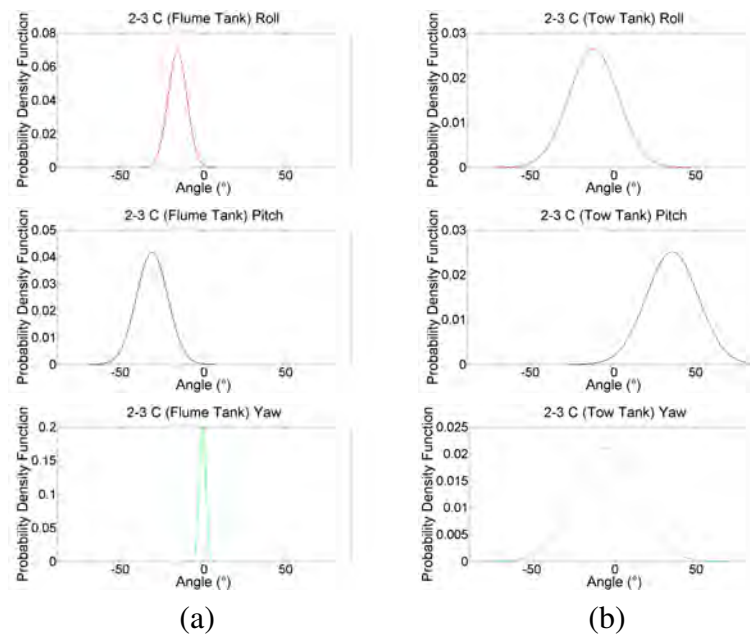 2-3 C (Flume Tank) Roll
Probability Density Function
0.08
0.06
0.04
0.02
0
-50
0
50
Angle (°)
2-3 C (Tow Tank) Roll
Probability Density Function
0.03
0.02
0.01
0
-50
0
50
Angle (°)
2-3 C (Flume Tank) Pitch
Probability Density Function
0.05
0.04
0.03
0.02
0.01
0
-50
0
50
Angle (°)
2-3 C (Tow Tank) Pitch
Probability Density Function
0.03
0.02
0.01
0
-50
0
50
Angle (°)
2-3 C (Flume Tank) Yaw
Probability Density Function
0.2
0.15
0.1
0.05
0
-50
0
50
Angle (°)
2-3 C (Tow Tank) Yaw
Probability Density Function
0.025
0.02
0.015
0.01
0.005
0
-50
0
50
Angle (°)
(a)
(b)